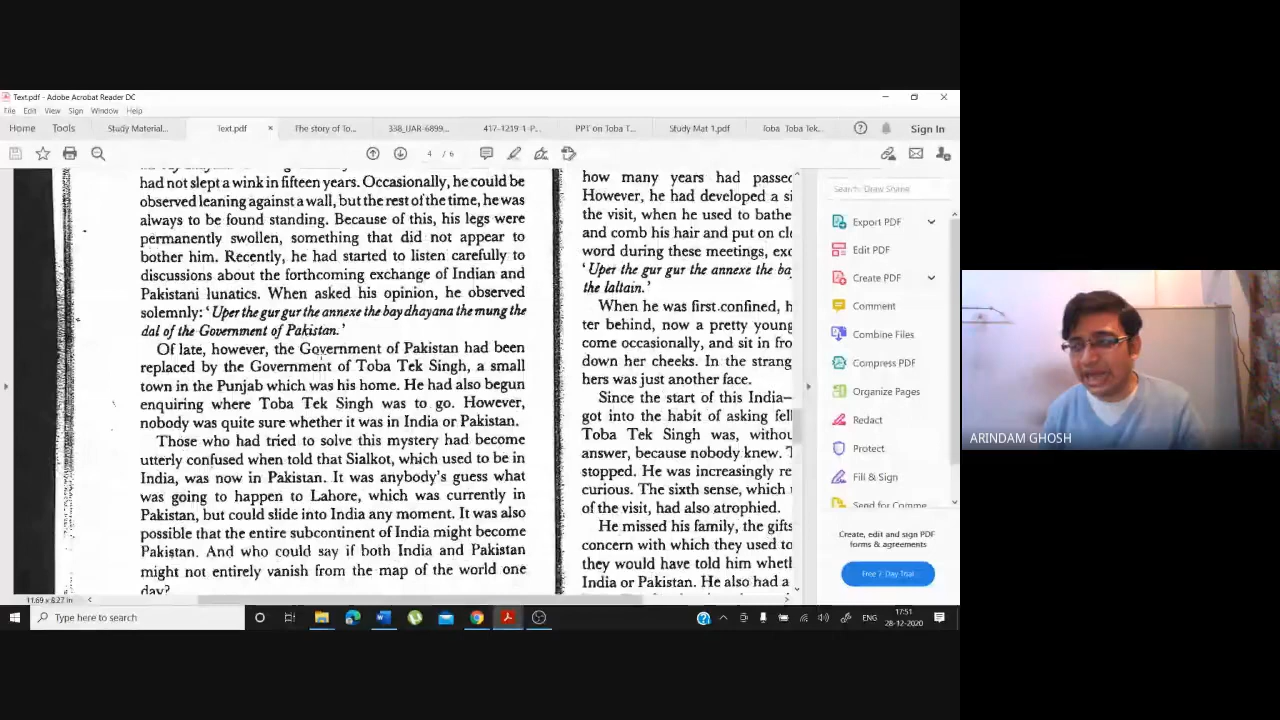 Text.pdf - Adobe Acrobat Reader DC
File Edit View Sign Window Help
Home Tools Study Material... Text.pdf × The story of To... 338_UAR-6899... 417-1219-1-P... PPT on Toba T... Study Mat 1.pdf Toba Tek... Sign In
4 / 6
had not slept a wink in fifteen years. Occasionally, he could be
observed leaning against a wall, but the rest of the time, he was
always to be found standing. Because of this, his legs were
permanently swollen, something that did not appear to
bother him. Recently, he had started to listen carefully to
discussions about the forthcoming exchange of Indian and
Pakistani lunatics. When asked his opinion, he observed
solemnly: 'Uper the gur gur the annexe the bay dhayana the mung the
dal of the Government of Pakistan.'
Of late, however, the Government of Pakistan had been
replaced by the Government of Toba Tek Singh, a small
town in the Punjab which was his home. He had also begun
enquiring where Toba Tek Singh was to go. However,
nobody was quite sure whether it was in India or Pakistan.
Those who had tried to solve this mystery had become
utterly confused when told that Sialkot, which used to be in
India, was now in Pakistan. It was anybody's guess what
was going to happen to Lahore, which was currently in
Pakistan, but could slide into India any moment. It was also
possible that the entire subcontinent of India might become
Pakistan. And who could say if both India and Pakistan
might not entirely vanish from the map of the world one
day?
how many years had passed
However, he had developed a si
the visit, when he used to bathe
and comb his hair and put on cl
word during these meetings, exc
'Uper the gur gur the annexe the ba
the laltain.'
When he was first confined, h
ter behind, now a pretty young
come occasionally, and sit in fro
down her cheeks. In the strang
hers was just another face.
Since the start of this India—
got into the habit of asking fell
Toba Tek Singh was, withou
answer, because nobody knew. T
stopped. He was increasingly re
curious. The sixth sense, which
of the visit, had also atrophied.
He missed his family, the gifts
concern with which they used to
they would have told him wheth
India or Pakistan. He also had a
Export PDF
Edit PDF
Create PDF
Comment
Combine Files
Compress PDF
Organize Pages
Redact
Protect
Fill & Sign
Send for Comme
Create, edit and sign PDF
forms & agreements
Free 7-Day Trial
11.69 x 8.27 in
Type here to search
ENG
17:51
28-12-2020
ARINDAM GHOSH